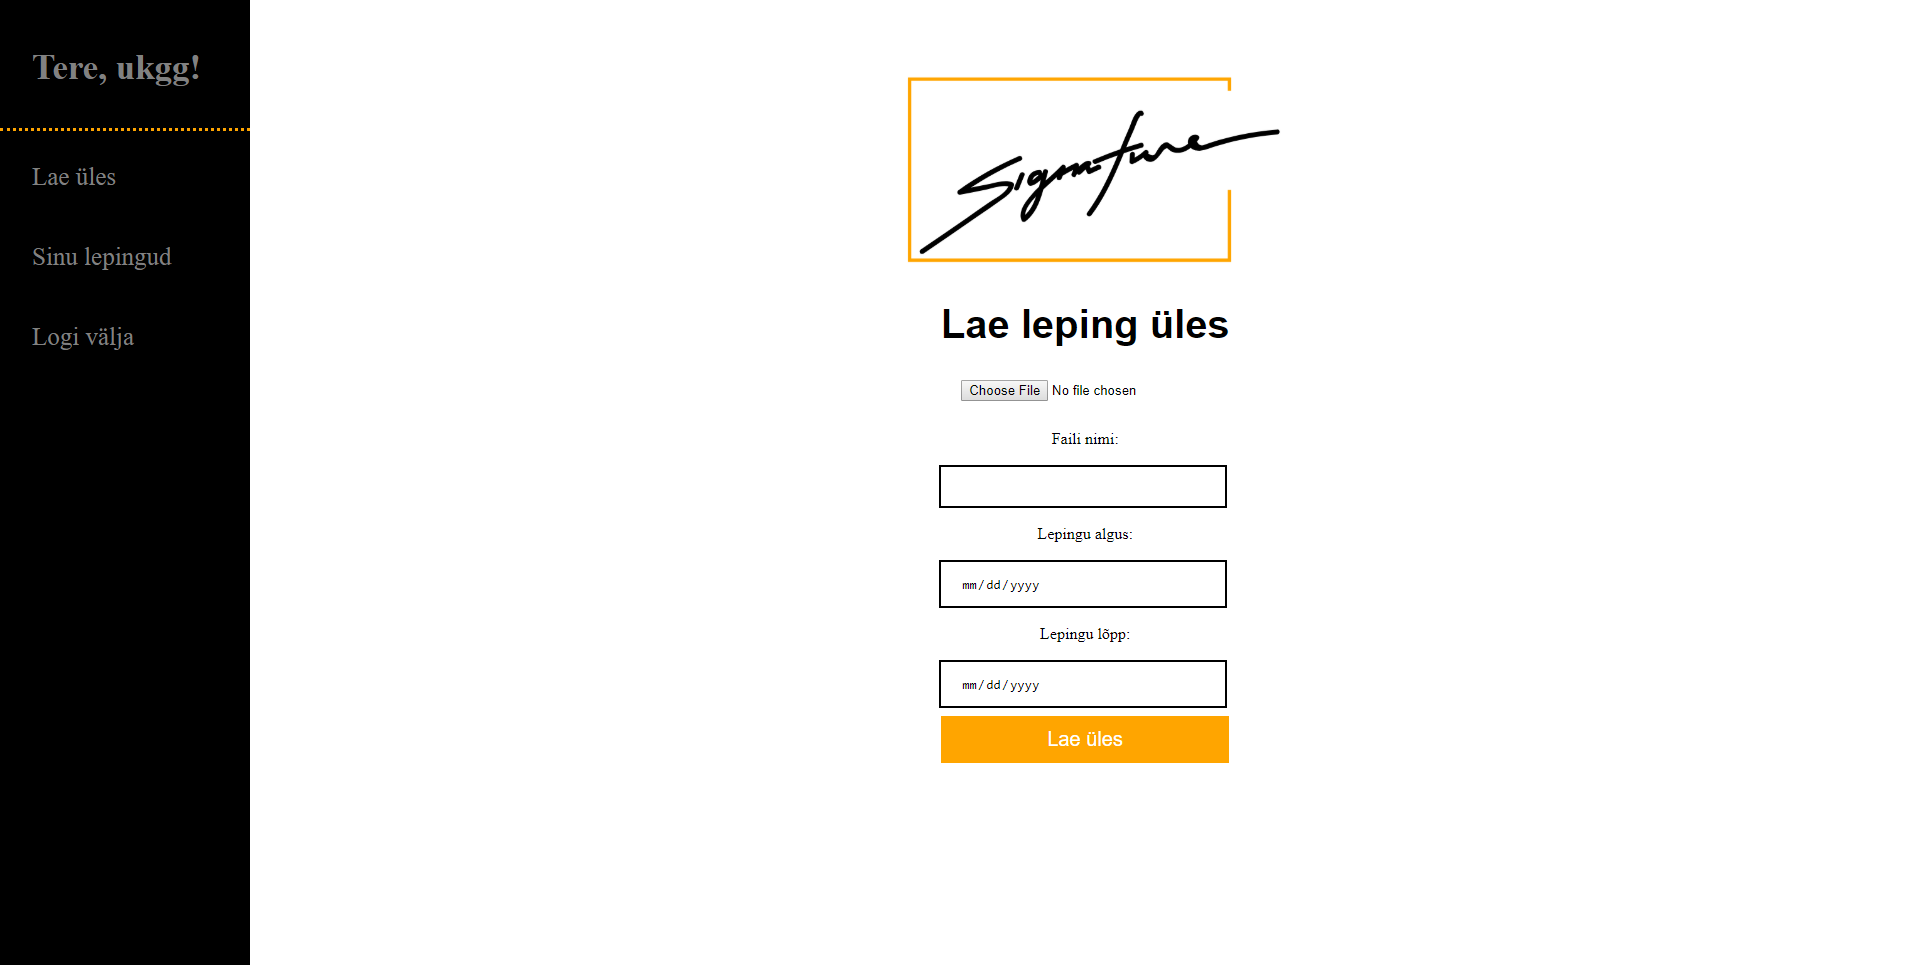 Tere, ukgg!
Lae üles
Sinu lepingud
Logi välja
Signature
Lae leping üles
Choose File No file chosen
Faili nimi:
Lepingu algus:
mm/dd/yyyy
Lepingu lõpp:
mm/dd/yyyy
Lae üles